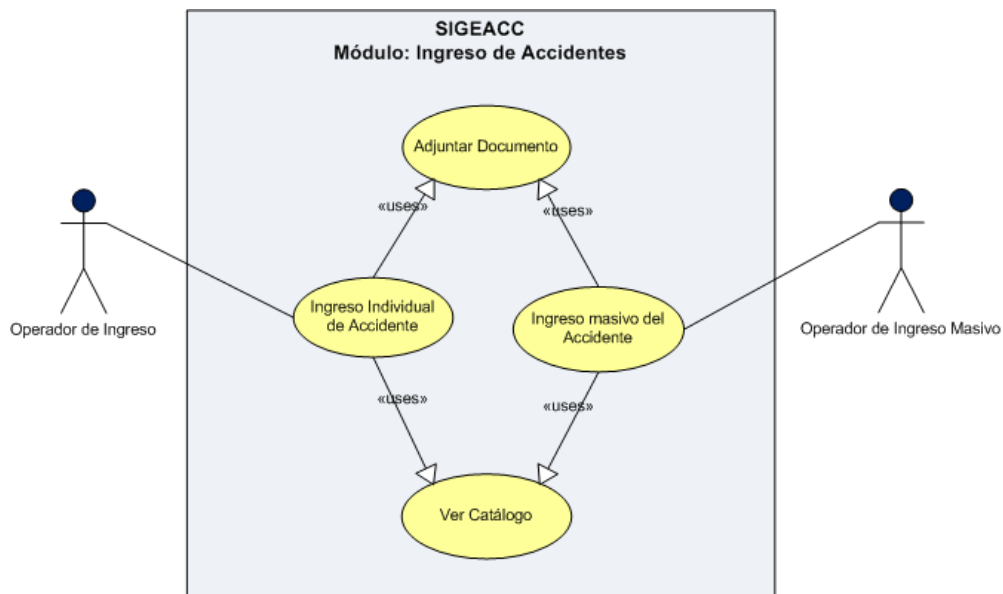 SIGEACC
Módulo: Ingreso de Accidentes
Adjuntar Documento
«uses»
«uses»
Ingreso Individual
de Accidente
Ingreso masivo del
Accidente
Operador de Ingreso
Operador de Ingreso Masivo
«uses»
«uses»
Ver Catálogo